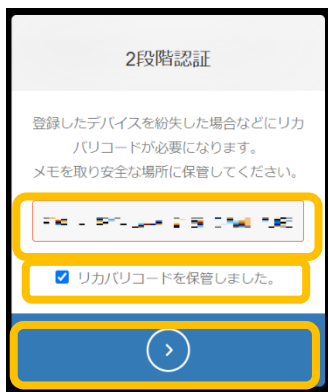 2段階認証
登録したデバイスを紛失した場合などにリカ
バリコードが必要になります。
メモを取り安全な場所に保管してください。
リカバリコードを保管しました。